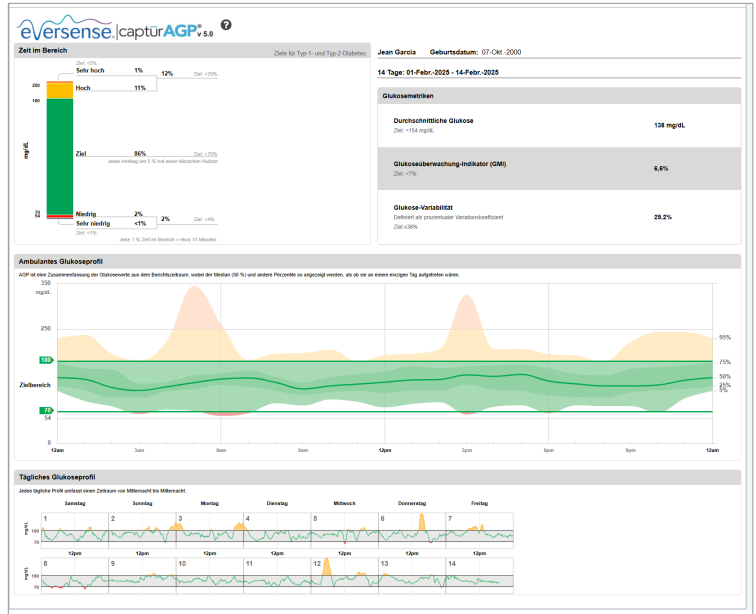 eversense. | captürAGP® v 5.0 ?
Zeit im Bereich
Ziele für Typ-1- und Typ-2-Diabetes
Ziel: <5%
Sehr hoch 1%
12% Ziel: <25%
Hoch 11%
250
180
mg/dL
Ziel 86% Ziel: >70%
Jeder Anstieg um 5 % hat einen klinischen Nutzen
70
54
Niedrig 2%
2% Ziel: <4%
Sehr niedrig <1%
Ziel: <1%
Jede 1 % Zeit im Bereich = etwa 15 Minuten
Jean Garcia Geburtsdatum: 07-Okt.-2000
14 Tage: 01-Febr.-2025 - 14-Febr.-2025
Glukosemetriken
Durchschnittliche Glukose
138 mg/dL
Ziel: <154 mg/dL
Glukoseüberwachung-Indikator (GMI)
6,6%
Ziel: <7%
Glukose-Variabilität
Definiert als prozentualer Variationskoeffizient
29,2%
Ziel:≤36%
Ambulantes Glukoseprofil
AGP ist eine Zusammenfassung der Glukosewerte aus dem Berichtszeitraum, wobei der Median (50 %) und andere Perzentile so angezeigt werden, als ob sie an einem einzigen Tag aufgetreten wären.
350
mg/dL
250
95%
180
75%
50%
Zielbereich
25%
5%
70
54
0
12am 3am 6am 9am 12pm 3pm 6pm 9pm 12am
Tägliches Glukoseprofil
Jedes tägliche Profil umfasst einen Zeitraum von Mitternacht bis Mitternacht.
Samstag Sonntag Montag Dienstag Mittwoch Donnerstag Freitag
1 2 3 4 5 6 7
mg/dL
180
70
12pm 12pm 12pm 12pm 12pm 12pm 12pm
8 9 10 11 12 13 14
mg/dL
180
70